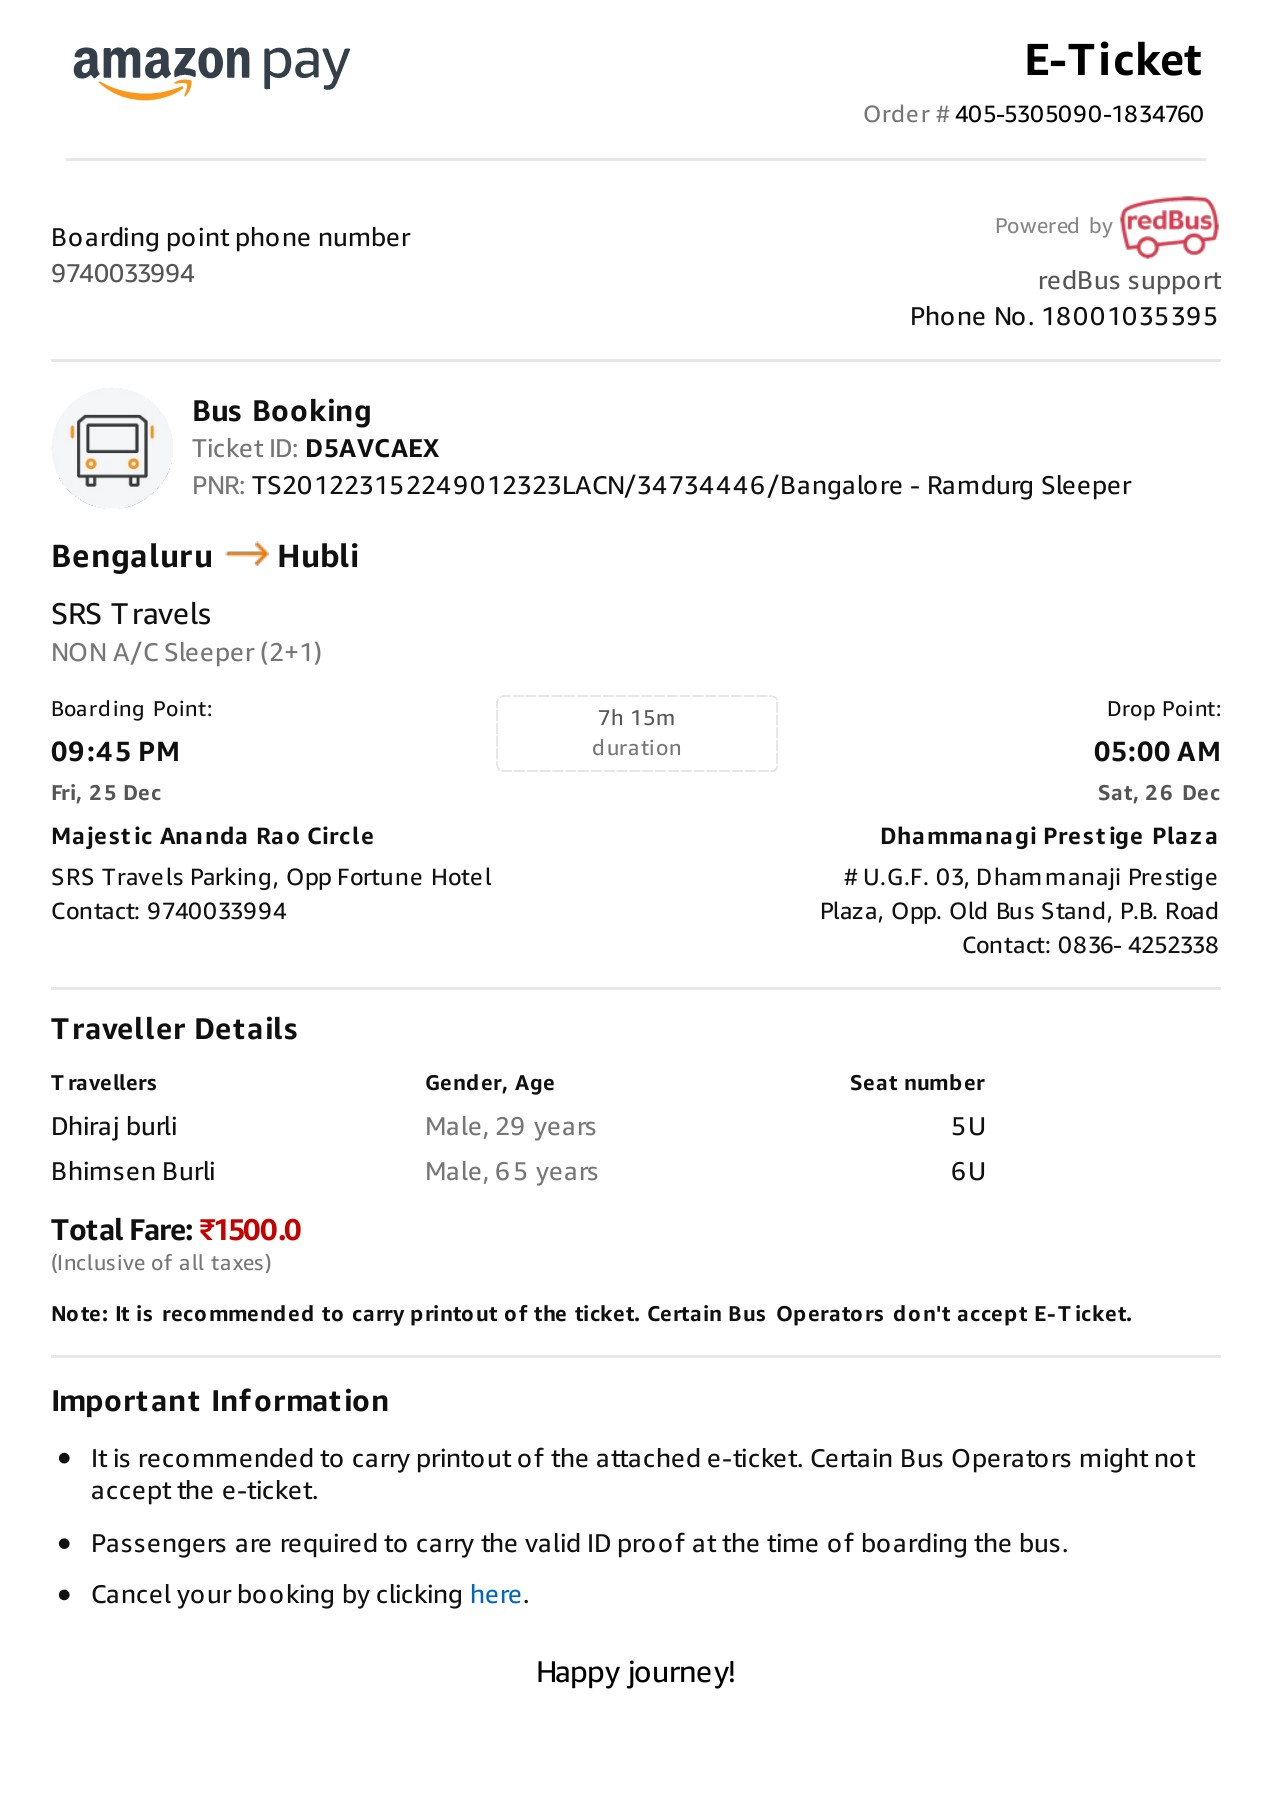 amazon pay
E-Ticket
Order # 405-5305090-1834760
Boarding point phone number
9740033994
Powered by redBus
redBus support
Phone No. 18001035395
Bus Booking
Ticket ID: D5AVCAEX
PNR: TS201223152249012323LACN/34734446/Bangalore - Ramdurg Sleeper
Bengaluru → Hubli
SRS Travels
NON A/C Sleeper (2+1)
Boarding Point:
09:45 PM
Fri, 25 Dec
Majestic Ananda Rao Circle
SRS Travels Parking, Opp Fortune Hotel
Contact: 9740033994
7h 15m
duration
Drop Point:
05:00 AM
Sat, 26 Dec
Dhammanagi Prestige Plaza
# U.G.F. 03, Dhammanaji Prestige
Plaza, Opp. Old Bus Stand, P.B. Road
Contact: 0836- 4252338
Traveller Details
Travellers Gender, Age Seat number
Dhiraj burli Male, 29 years 5U
Bhimsen Burli Male, 65 years 6U
Total Fare: ₹1500.0
(Inclusive of all taxes)
Note: It is recommended to carry printout of the ticket. Certain Bus Operators don't accept E-Ticket.
Important Information
• It is recommended to carry printout of the attached e-ticket. Certain Bus Operators might not
accept the e-ticket.
• Passengers are required to carry the valid ID proof at the time of boarding the bus.
• Cancel your booking by clicking here.
Happy journey!